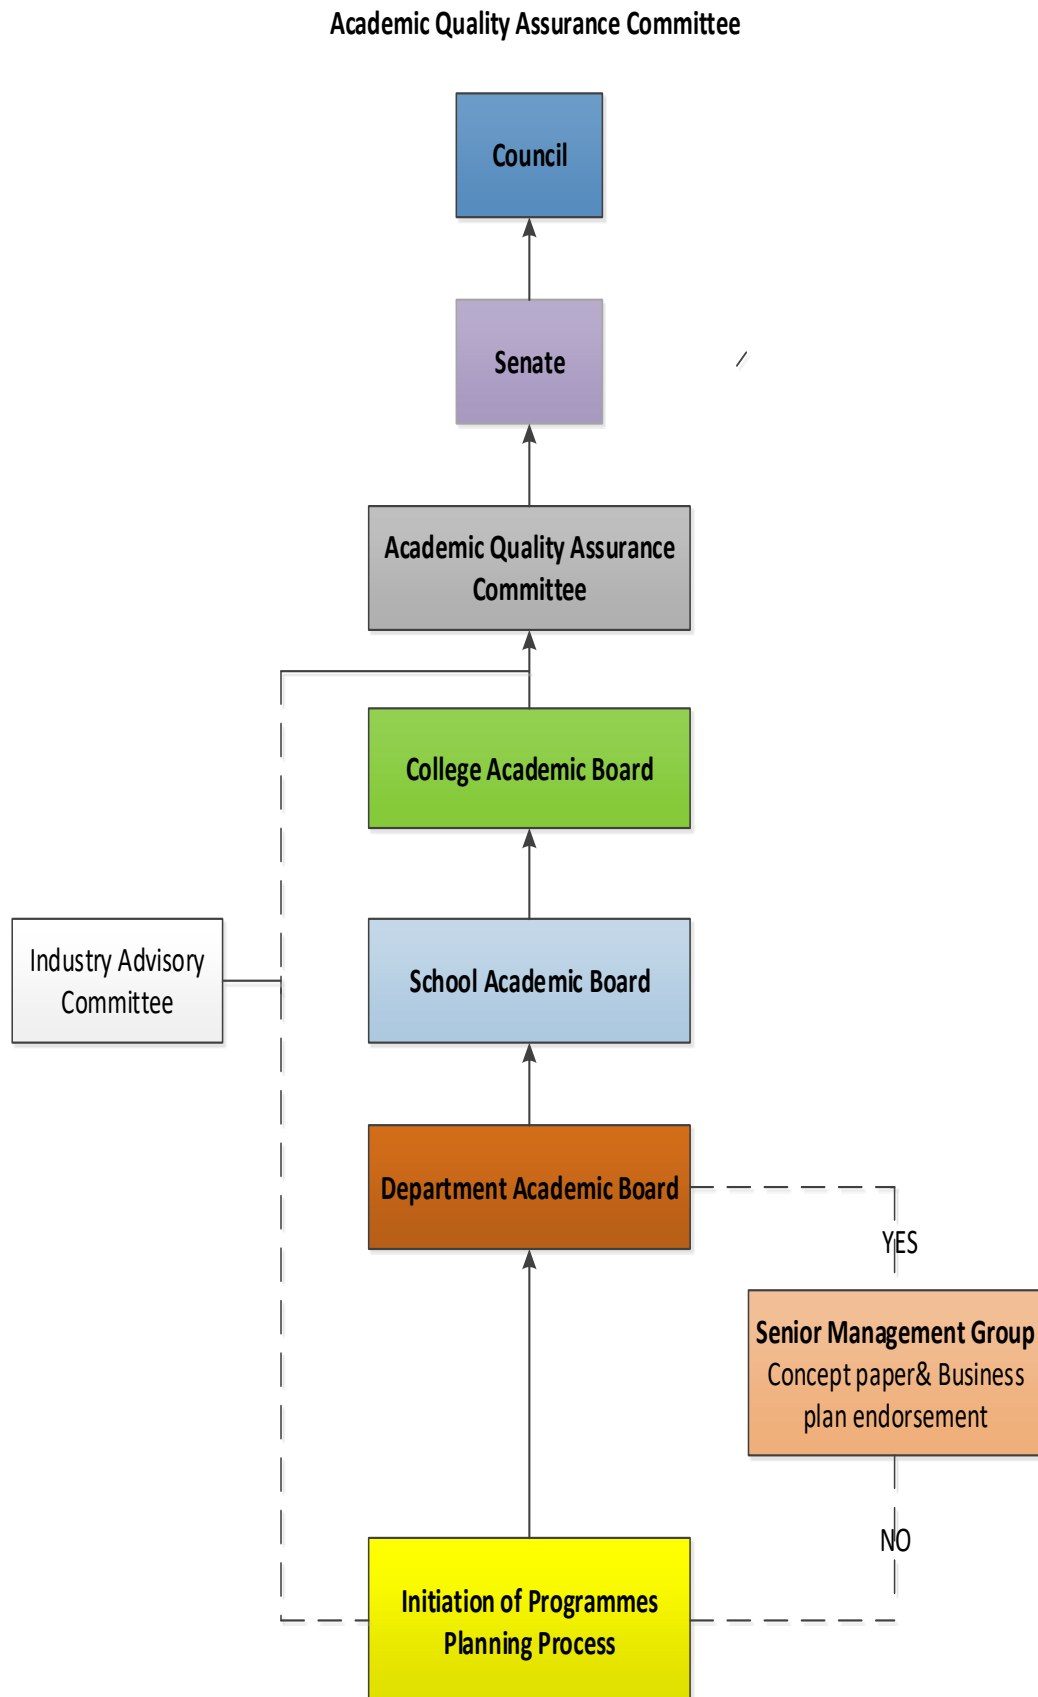 Academic Quality Assurance Committee
Council
Senate
Academic Quality Assurance
Committee
College Academic Board
Industry Advisory
Committee
School Academic Board
Department Academic Board
YES
Senior Management Group
Concept paper& Business
plan endorsement
NO
Initiation of Programmes
Planning Process